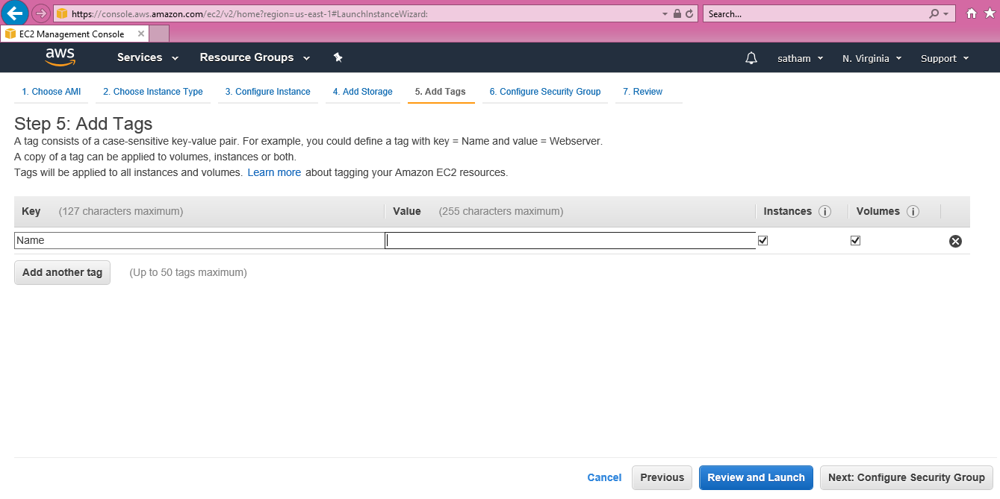 https://console.aws.amazon.com/ec2/v2/home?region=us-east-1#LaunchInstanceWizard:
Search...
EC2 Management Console
aws
Services
Resource Groups
satham
N. Virginia
Support
1. Choose AMI
2. Choose Instance Type
3. Configure Instance
4. Add Storage
5. Add Tags
6. Configure Security Group
7. Review
Step 5: Add Tags
A tag consists of a case-sensitive key-value pair. For example, you could define a tag with key = Name and value = Webserver.
A copy of a tag can be applied to volumes, instances or both.
Tags will be applied to all instances and volumes. Learn more about tagging your Amazon EC2 resources.
Key (127 characters maximum)
Value (255 characters maximum)
Instances i
Volumes i
Name
Add another tag
(Up to 50 tags maximum)
Cancel
Previous
Review and Launch
Next: Configure Security Group